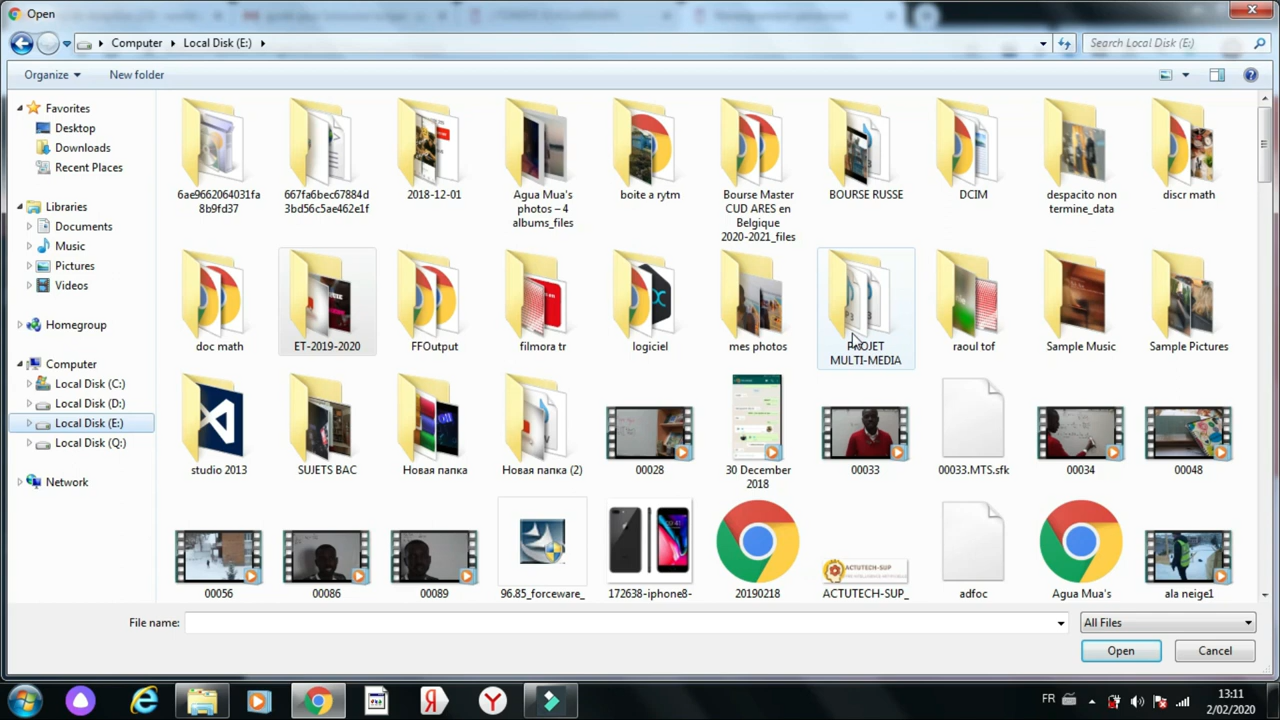 Open
Computer
Local Disk (E:)
Search Local Disk (E:)
Organize
New folder
Favorites
Desktop
Downloads
Recent Places
Libraries
Documents
Music
Pictures
Videos
Homegroup
Computer
Local Disk (C:)
Local Disk (D:)
Local Disk (E:)
Local Disk (Q:)
Network
6ae9662064031fa
8b9fd37
667fa6bec67884d
3bd56c5ae462e1f
2018-12-01
Agua Mua's
photos – 4
albums_files
boite a rytm
Bourse Master
CUD ARES en
Belgique
2020-2021_files
BOURSE RUSSE
DCIM
despacito non
termine_data
discr math
doc math
ET-2019-2020
FFOutput
filmora tr
logiciel
mes photos
PROJET
MULTI-MEDIA
raoul tof
Sample Music
Sample Pictures
studio 2013
SUJETS BAC
Новая папка
Новая папка (2)
00028
30 December
2018
00033
00033.MTS.sfk
00034
00048
00056
00086
00089
96.85_forceware_
172638-iphone8-
20190218
ACTUTECH-SUP
ACTUTECH-SUP_
adfoc
Agua Mua's
ala neige1
File name:
All Files
Open
Cancel
FR
13:11
2/02/2020